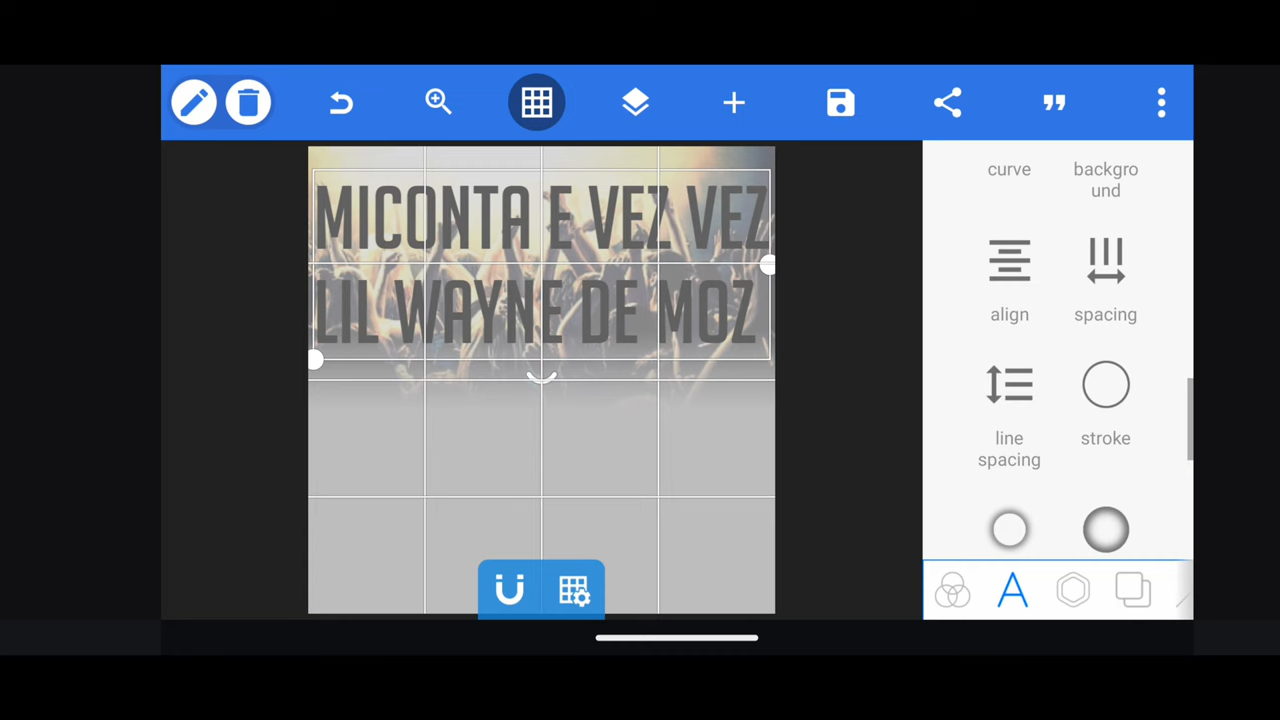 curve
backgro
und
MICONTA E VEZ VEZ
LIL WAYNE DE MOZ
align
spacing
line
spacing
stroke